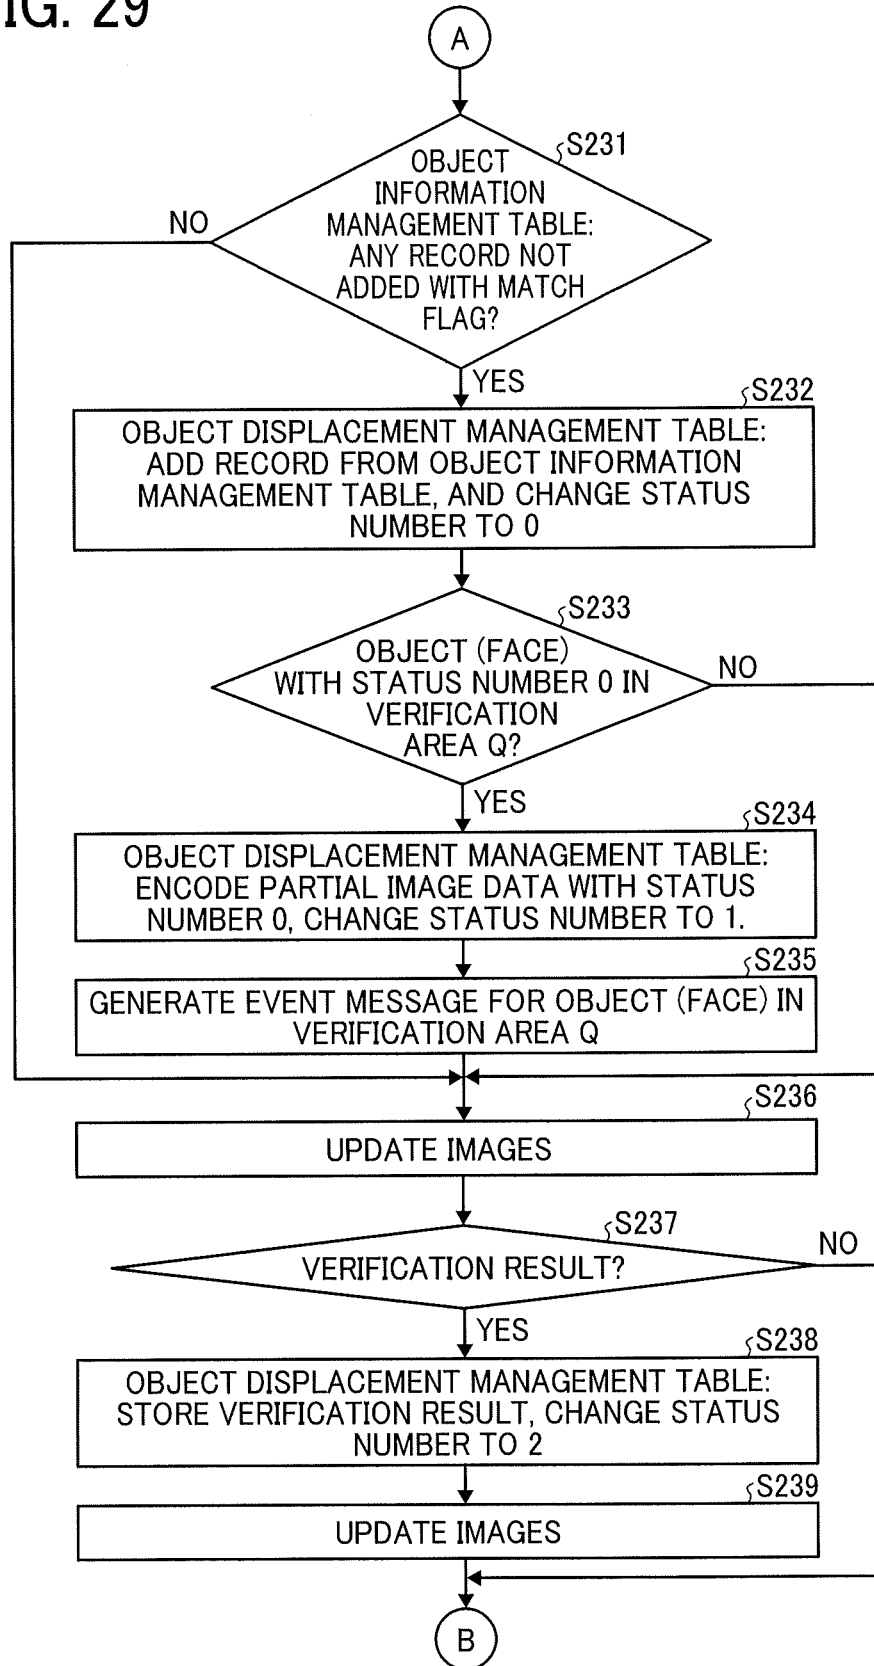 IG. 29
A
S231
OBJECT
INFORMATION
MANAGEMENT TABLE:
ANY RECORD NOT
ADDED WITH MATCH
FLAG?
NO
YES
S232
OBJECT DISPLACEMENT MANAGEMENT TABLE:
ADD RECORD FROM OBJECT INFORMATION
MANAGEMENT TABLE, AND CHANGE STATUS
NUMBER TO 0
S233
OBJECT (FACE)
WITH STATUS NUMBER 0 IN
VERIFICATION
AREA Q?
NO
YES
S234
OBJECT DISPLACEMENT MANAGEMENT TABLE:
ENCODE PARTIAL IMAGE DATA WITH STATUS
NUMBER 0, CHANGE STATUS NUMBER TO 1.
S235
GENERATE EVENT MESSAGE FOR OBJECT (FACE) IN
VERIFICATION AREA Q
S236
UPDATE IMAGES
S237
VERIFICATION RESULT?
NO
YES
S238
OBJECT DISPLACEMENT MANAGEMENT TABLE:
STORE VERIFICATION RESULT, CHANGE STATUS
NUMBER TO 2
S239
UPDATE IMAGES
B